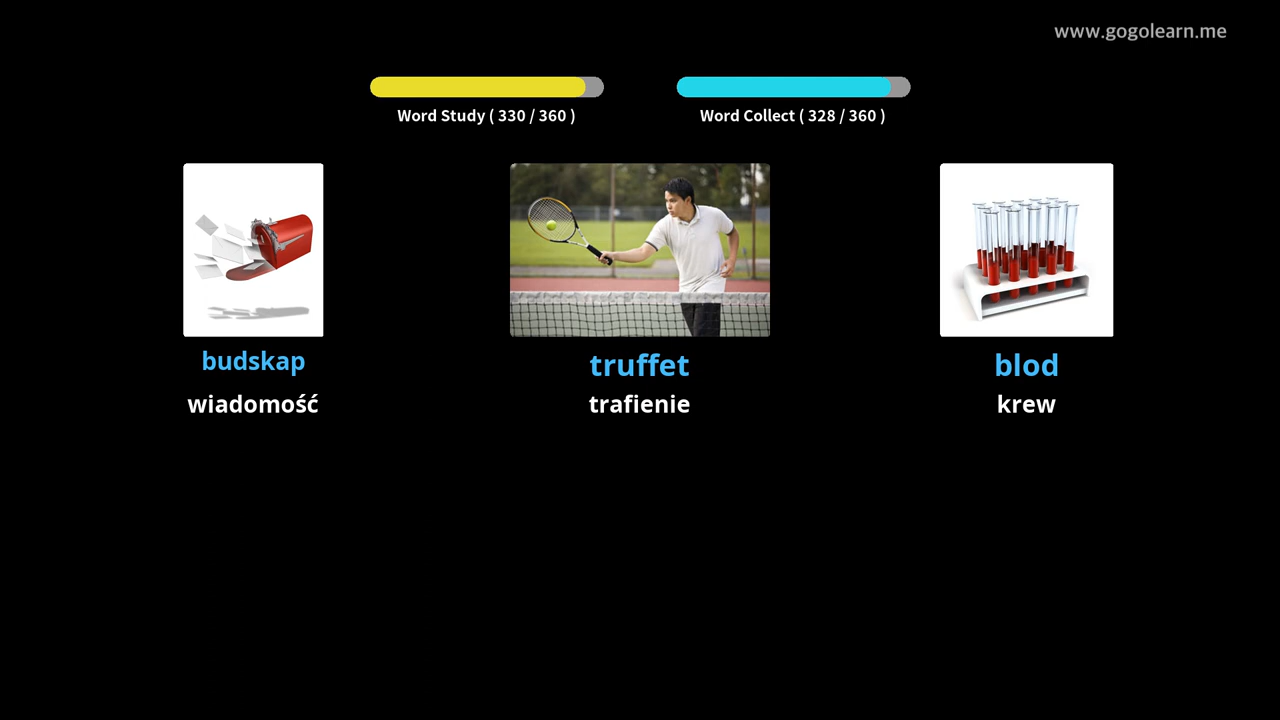 www.gogolearn.me
Word Study ( 330 / 360 )
Word Collect ( 328 / 360 )
budskap
truffet
blod
wiadomość
trafienie
krew